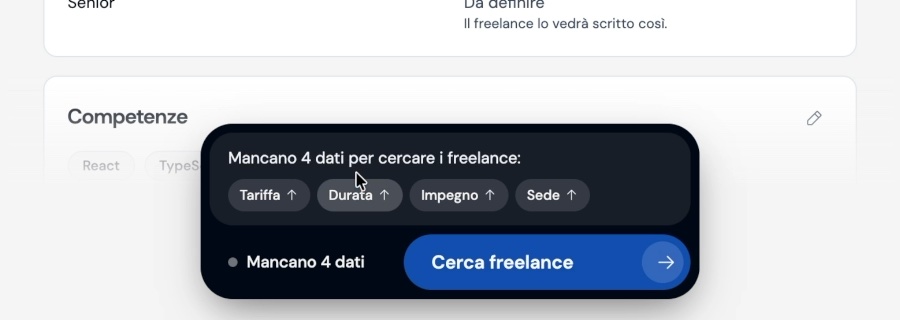 Senior
Da definire
Il freelance lo vedrà scritto così.
Competenze
React
Mancano 4 dati per cercare i freelance:
Tariffa ↑ Durata ↑ Impegno ↑ Sede ↑
Mancano 4 dati
Cerca freelance →